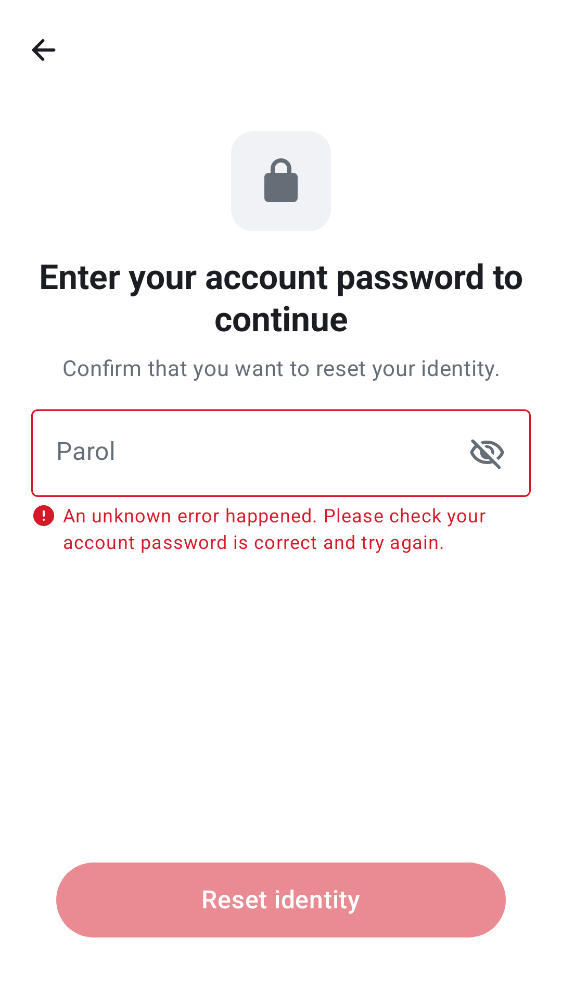 Enter your account password to
continue
Confirm that you want to reset your identity.
Parol
An unknown error happened. Please check your
account password is correct and try again.
Reset identity